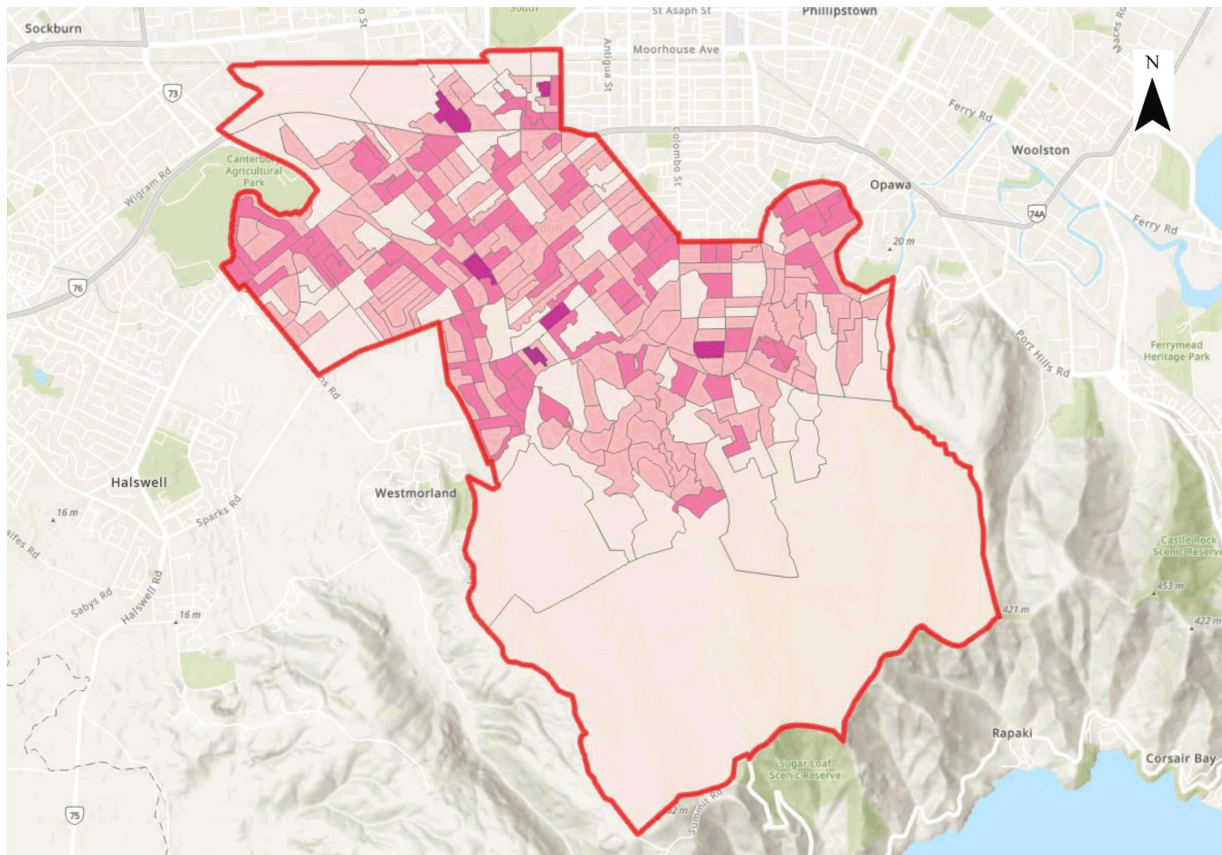 South
St Asaph St
Phillipstown
Sockburn
Moorhouse Ave
Antigua St
N
73
Ferry Rd
Colombo St
Woolston
Canterbury
Agricultural
Park
Wigram Rd
Opawa
74A
Ferry Rd
20 m
76
Port Hills Rd
Ferrymead
Heritage Park
Halswell
Westmorland
Sparks Rd
16 m
Castle Rock
Scenic Reserve
Halswell Rd
Sabys Rd
453 m
16 m
421 m
422 m
Rapaki
Corsair Bay
Sugar Loaf
Scenic Reserve
Summit Rd
75